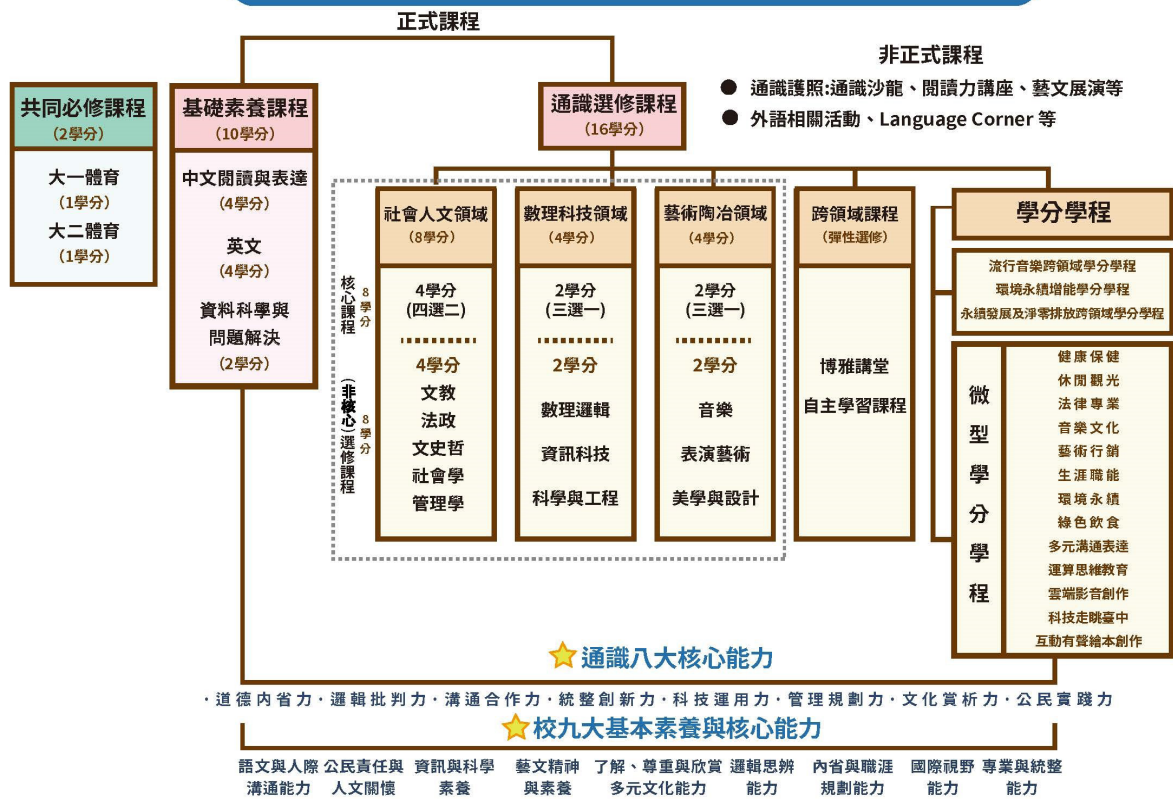 正式課程
非正式課程
● 通識護照:通識沙龍、閱讀力講座、藝文展演等
● 外語相關活動、Language Corner 等
共同必修課程
(2學分)
大一體育
(1學分)
大二體育
(1學分)
基礎素養課程
(10學分)
中文閱讀與表達
(4學分)
英文
(4學分)
資料科學與
問題解決
(2學分)
通識選修課程
(16學分)
核心課程
8學分
(非核心)選修課程
8學分
社會人文領域
(8學分)
4學分
(四選二)
4學分
文教
法政
文史哲
社會學
管理學
數理科技領域
(4學分)
2學分
(三選一)
2學分
數理邏輯
資訊科技
科學與工程
藝術陶冶領域
(4學分)
2學分
(三選一)
2學分
音樂
表演藝術
美學與設計
跨領域課程
(彈性選修)
博雅講堂
自主學習課程
學分學程
流行音樂跨領域學分學程
環境永續增能學分學程
永續發展及淨零排放跨領域學分學程
微型學分學程
健康保健
休閒觀光
法律專業
音樂文化
藝術行銷
生涯職能
環境永續
綠色飲食
多元溝通表達
運算思維教育
雲端影音創作
科技走眺臺中
互動有聲繪本創作
通識八大核心能力
·道德內省力·邏輯批判力·溝通合作力·統整創新力·科技運用力·管理規劃力·文化賞析力·公民實踐力
校九大基本素養與核心能力
語文與人際
溝通能力
公民責任與
人文關懷
資訊與科學
素養
藝文精神
與素養
了解、尊重與欣賞
多元文化能力
邏輯思辨
能力
內省與職涯
規劃能力
國際視野
能力
專業與統整
能力